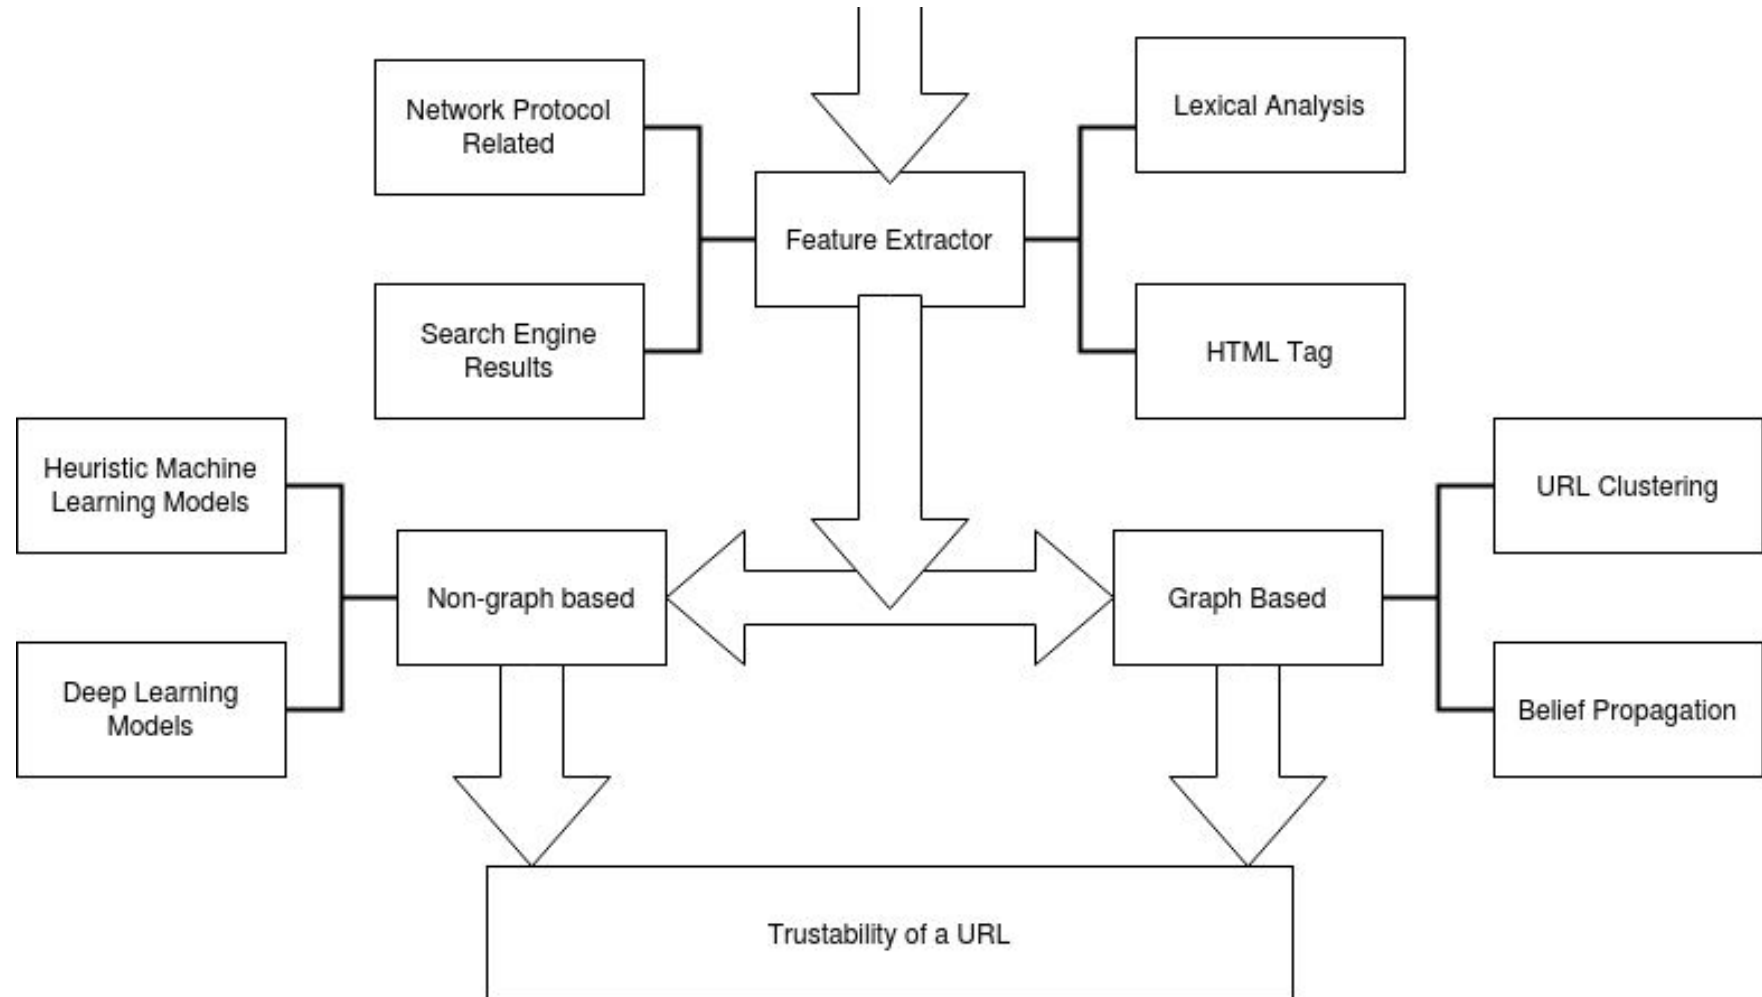 Network Protocol
Related
Lexical Analysis
Feature Extractor
Search Engine
Results
HTML Tag
Heuristic Machine
Learning Models
URL Clustering
Non-graph based
Graph Based
Deep Learning
Models
Belief Propagation
Trustability of a URL